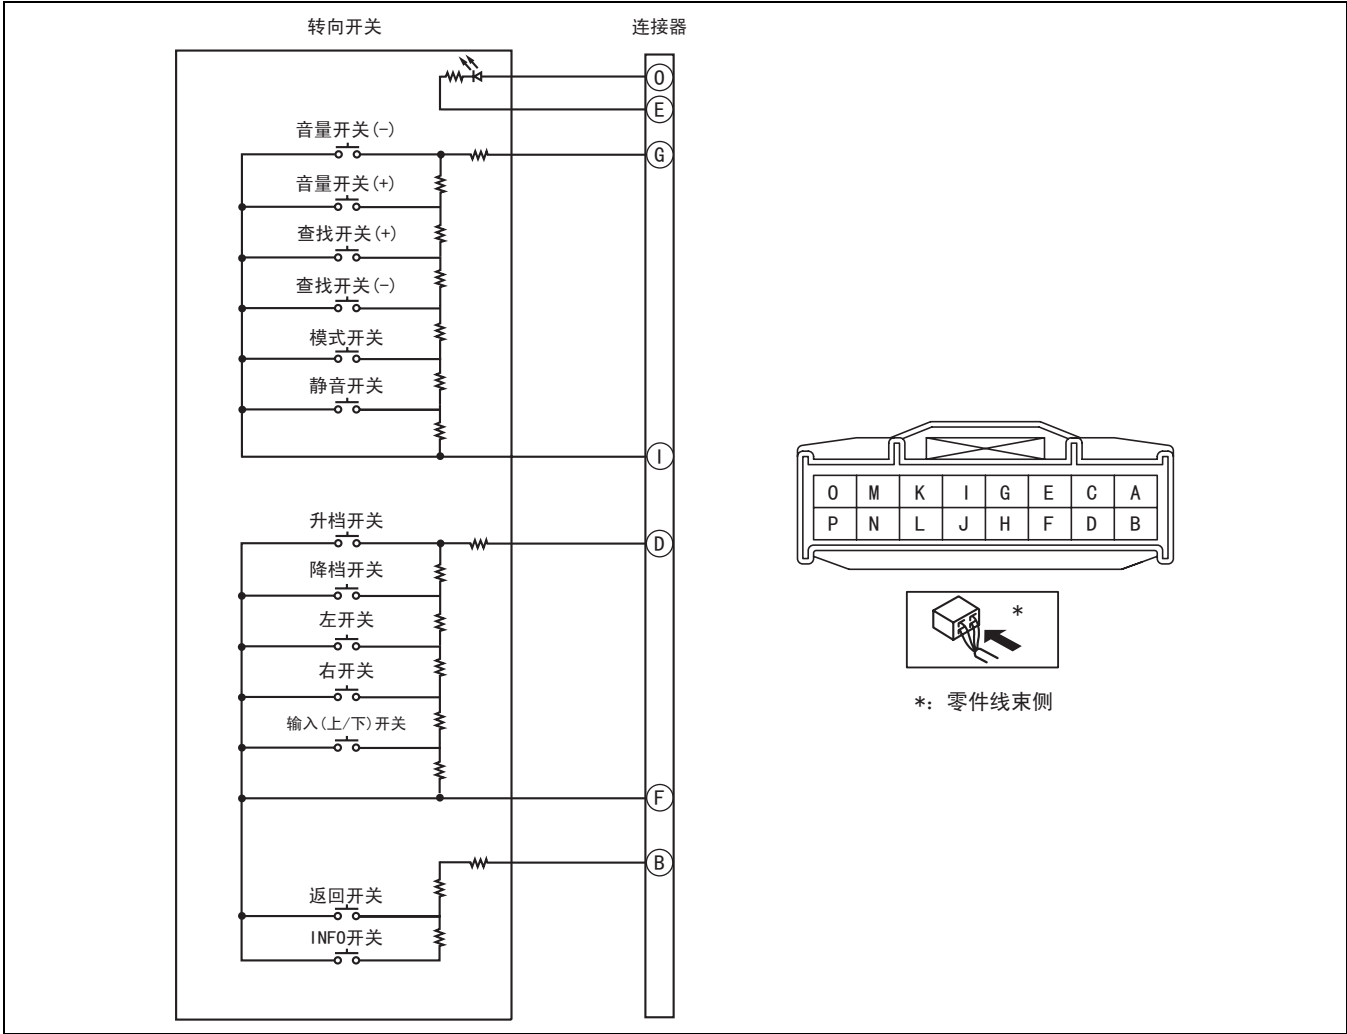 转向开关
连接器
O
E
音量开关(-)
G
音量开关(+)
查找开关(+)
查找开关(-)
模式开关
静音开关
I
升档开关
D
降档开关
左开关
右开关
输入(上/下)开关
F
B
返回开关
INFO开关
O M K I G E C A
P N L J H F D B
*
*: 零件线束侧